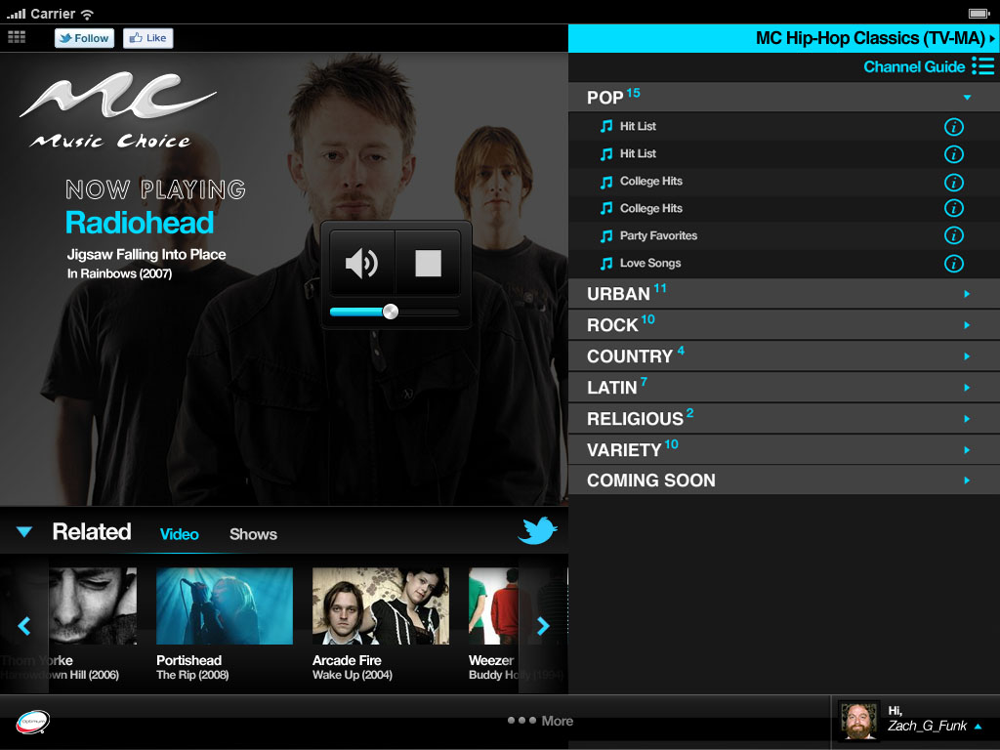 Carrier
Follow
Like
MC Hip-Hop Classics (TV-MA)
Channel Guide
MC
Music Choice
NOW PLAYING
Radiohead
Jigsaw Falling Into Place
In Rainbows (2007)
POP 15
Hit List
Hit List
College Hits
College Hits
Party Favorites
Love Songs
URBAN 11
ROCK 10
COUNTRY 4
LATIN 7
RELIGIOUS 2
VARIETY 10
COMING SOON
Related Video Shows
Thom Yorke
Harrowdown Hill (2006)
Portishead
The Rip (2008)
Arcade Fire
Wake Up (2004)
Weezer
Buddy Holly (1994)
optimum
More
Hi,
Zach_G_Funk